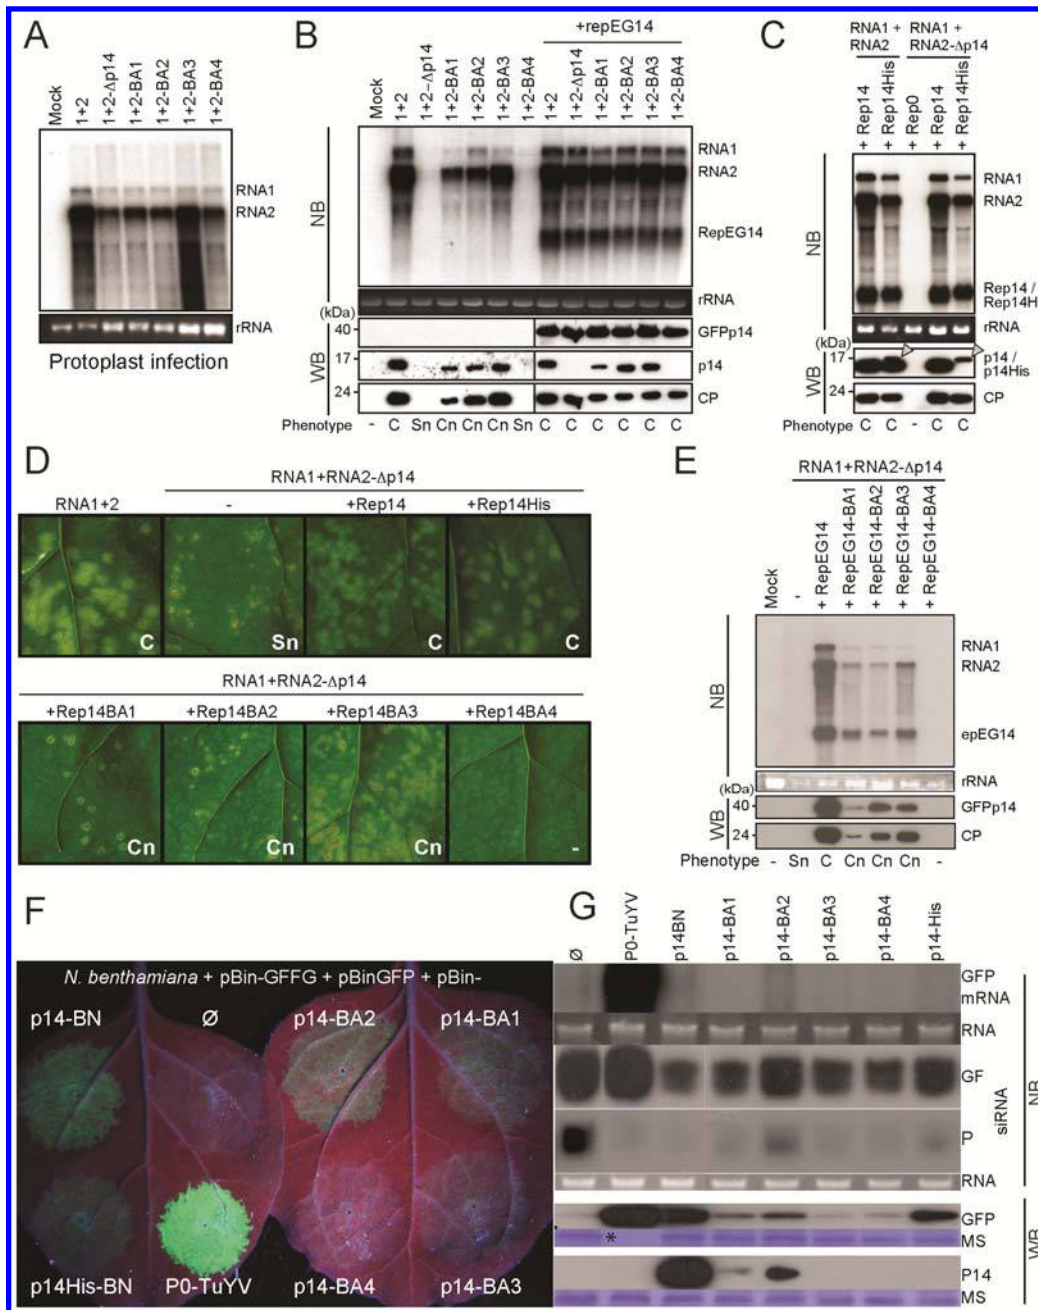 A
Mock
1+2
1+2-Δp14
1+2-BA1
1+2-BA2
1+2-BA3
1+2-BA4
RNA1
RNA2
rRNA
Protoplast infection
B
+repEG14
Mock
1+2
1+2-Δp14
1+2-BA1
1+2-BA2
1+2-BA3
1+2-BA4
1+2
1+2-Δp14
1+2-BA1
1+2-BA2
1+2-BA3
1+2-BA4
NB
RNA1
RNA2
RepEG14
rRNA
(kDa)
WB
40
GFPp14
17
p14
24
CP
Phenotype - C Sn Cn Cn Cn Sn C C C C C C
C
RNA1 + RNA2
RNA1 + RNA2-Δp14
+ Rep14
+ Rep14His
+ Rep0
+ Rep14
+ Rep14His
NB
RNA1
RNA2
Rep14 /
Rep14H
rRNA
(kDa)
WB
17
p14 /
p14His
24
CP
Phenotype C C - C C
D
RNA1+RNA2-Δp14
RNA1+2
-
+Rep14
+Rep14His
C
Sn
C
C
RNA1+RNA2-Δp14
+Rep14BA1
+Rep14BA2
+Rep14BA3
+Rep14BA4
Cn
Cn
Cn
-
E
RNA1+RNA2-Δp14
Mock
-
+ RepEG14
+ RepEG14-BA1
+ RepEG14-BA2
+ RepEG14-BA3
+ RepEG14-BA4
NB
RNA1
RNA2
epEG14
rRNA
(kDa)
WB
40
GFPp14
24
CP
Phenotype - Sn C Cn Cn Cn -
F
N. benthamiana + pBin-GFFG + pBinGFP + pBin-
p14-BN
Ø
p14-BA2
p14-BA1
p14His-BN
P0-TuYV
p14-BA4
p14-BA3
G
Ø
P0-TuYV
p14BN
p14-BA1
p14-BA2
p14-BA3
p14-BA4
p14-His
GFP
mRNA
RNA
GF
siRNA
P
RNA
NB
GFP
*
MS
P14
MS
WB